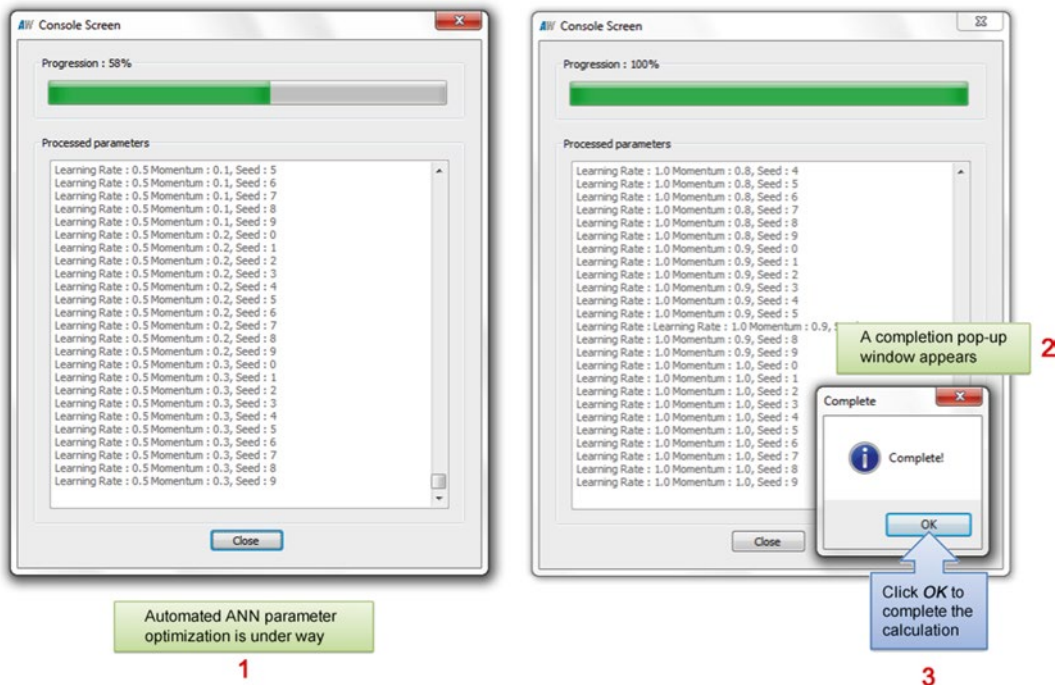 AW Console Screen
Progression : 58%
Processed parameters
Learning Rate : 0.5 Momentum : 0.1, Seed : 5
Learning Rate : 0.5 Momentum : 0.1, Seed : 6
Learning Rate : 0.5 Momentum : 0.1, Seed : 7
Learning Rate : 0.5 Momentum : 0.1, Seed : 8
Learning Rate : 0.5 Momentum : 0.1, Seed : 9
Learning Rate : 0.5 Momentum : 0.2, Seed : 0
Learning Rate : 0.5 Momentum : 0.2, Seed : 1
Learning Rate : 0.5 Momentum : 0.2, Seed : 2
Learning Rate : 0.5 Momentum : 0.2, Seed : 3
Learning Rate : 0.5 Momentum : 0.2, Seed : 4
Learning Rate : 0.5 Momentum : 0.2, Seed : 5
Learning Rate : 0.5 Momentum : 0.2, Seed : 6
Learning Rate : 0.5 Momentum : 0.2, Seed : 7
Learning Rate : 0.5 Momentum : 0.2, Seed : 8
Learning Rate : 0.5 Momentum : 0.2, Seed : 9
Learning Rate : 0.5 Momentum : 0.3, Seed : 0
Learning Rate : 0.5 Momentum : 0.3, Seed : 1
Learning Rate : 0.5 Momentum : 0.3, Seed : 2
Learning Rate : 0.5 Momentum : 0.3, Seed : 3
Learning Rate : 0.5 Momentum : 0.3, Seed : 4
Learning Rate : 0.5 Momentum : 0.3, Seed : 5
Learning Rate : 0.5 Momentum : 0.3, Seed : 6
Learning Rate : 0.5 Momentum : 0.3, Seed : 7
Learning Rate : 0.5 Momentum : 0.3, Seed : 8
Learning Rate : 0.5 Momentum : 0.3, Seed : 9
Close
Automated ANN parameter
optimization is under way
1
AW Console Screen
Progression : 100%
Processed parameters
Learning Rate : 1.0 Momentum : 0.8, Seed : 4
Learning Rate : 1.0 Momentum : 0.8, Seed : 5
Learning Rate : 1.0 Momentum : 0.8, Seed : 6
Learning Rate : 1.0 Momentum : 0.8, Seed : 7
Learning Rate : 1.0 Momentum : 0.8, Seed : 8
Learning Rate : 1.0 Momentum : 0.8, Seed : 9
Learning Rate : 1.0 Momentum : 0.9, Seed : 0
Learning Rate : 1.0 Momentum : 0.9, Seed : 1
Learning Rate : 1.0 Momentum : 0.9, Seed : 2
Learning Rate : 1.0 Momentum : 0.9, Seed : 3
Learning Rate : 1.0 Momentum : 0.9, Seed : 4
Learning Rate : 1.0 Momentum : 0.9, Seed : 5
Learning Rate : Learning Rate : 1.0 Momentum : 0.9,
Learning Rate : 1.0 Momentum : 0.9, Seed : 8
Learning Rate : 1.0 Momentum : 0.9, Seed : 9
Learning Rate : 1.0 Momentum : 1.0, Seed : 0
Learning Rate : 1.0 Momentum : 1.0, Seed : 1
Learning Rate : 1.0 Momentum : 1.0, Seed : 2
Learning Rate : 1.0 Momentum : 1.0, Seed : 3
Learning Rate : 1.0 Momentum : 1.0, Seed : 4
Learning Rate : 1.0 Momentum : 1.0, Seed : 5
Learning Rate : 1.0 Momentum : 1.0, Seed : 6
Learning Rate : 1.0 Momentum : 1.0, Seed : 7
Learning Rate : 1.0 Momentum : 1.0, Seed : 8
Learning Rate : 1.0 Momentum : 1.0, Seed : 9
Close
A completion pop-up
window appears
2
Complete
Complete!
OK
Click OK to
complete the
calculation
3